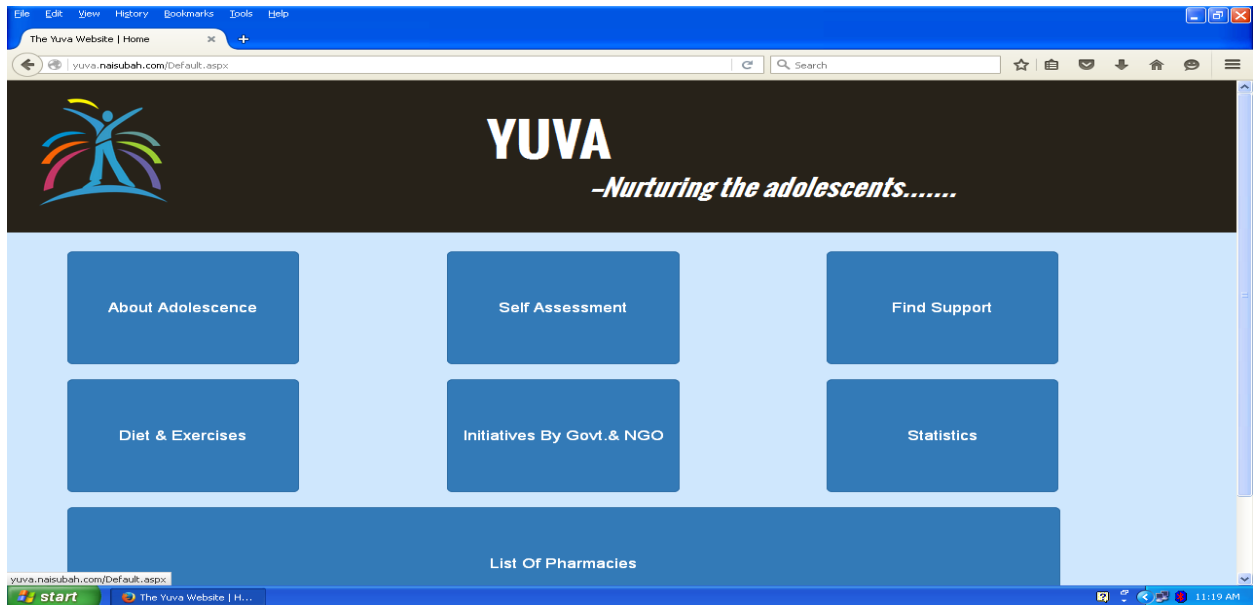 File Edit View History Bookmarks Tools Help
The Yuva Website | Home
yuva.naisubah.com/Default.aspx
Search
YUVA
–Nurturing the adolescents.......
About Adolescence
Self Assessment
Find Support
Diet & Exercises
Initiatives By Govt.& NGO
Statistics
List Of Pharmacies
yuva.naisubah.com/Default.aspx
start
The Yuva Website | H...
11:19 AM